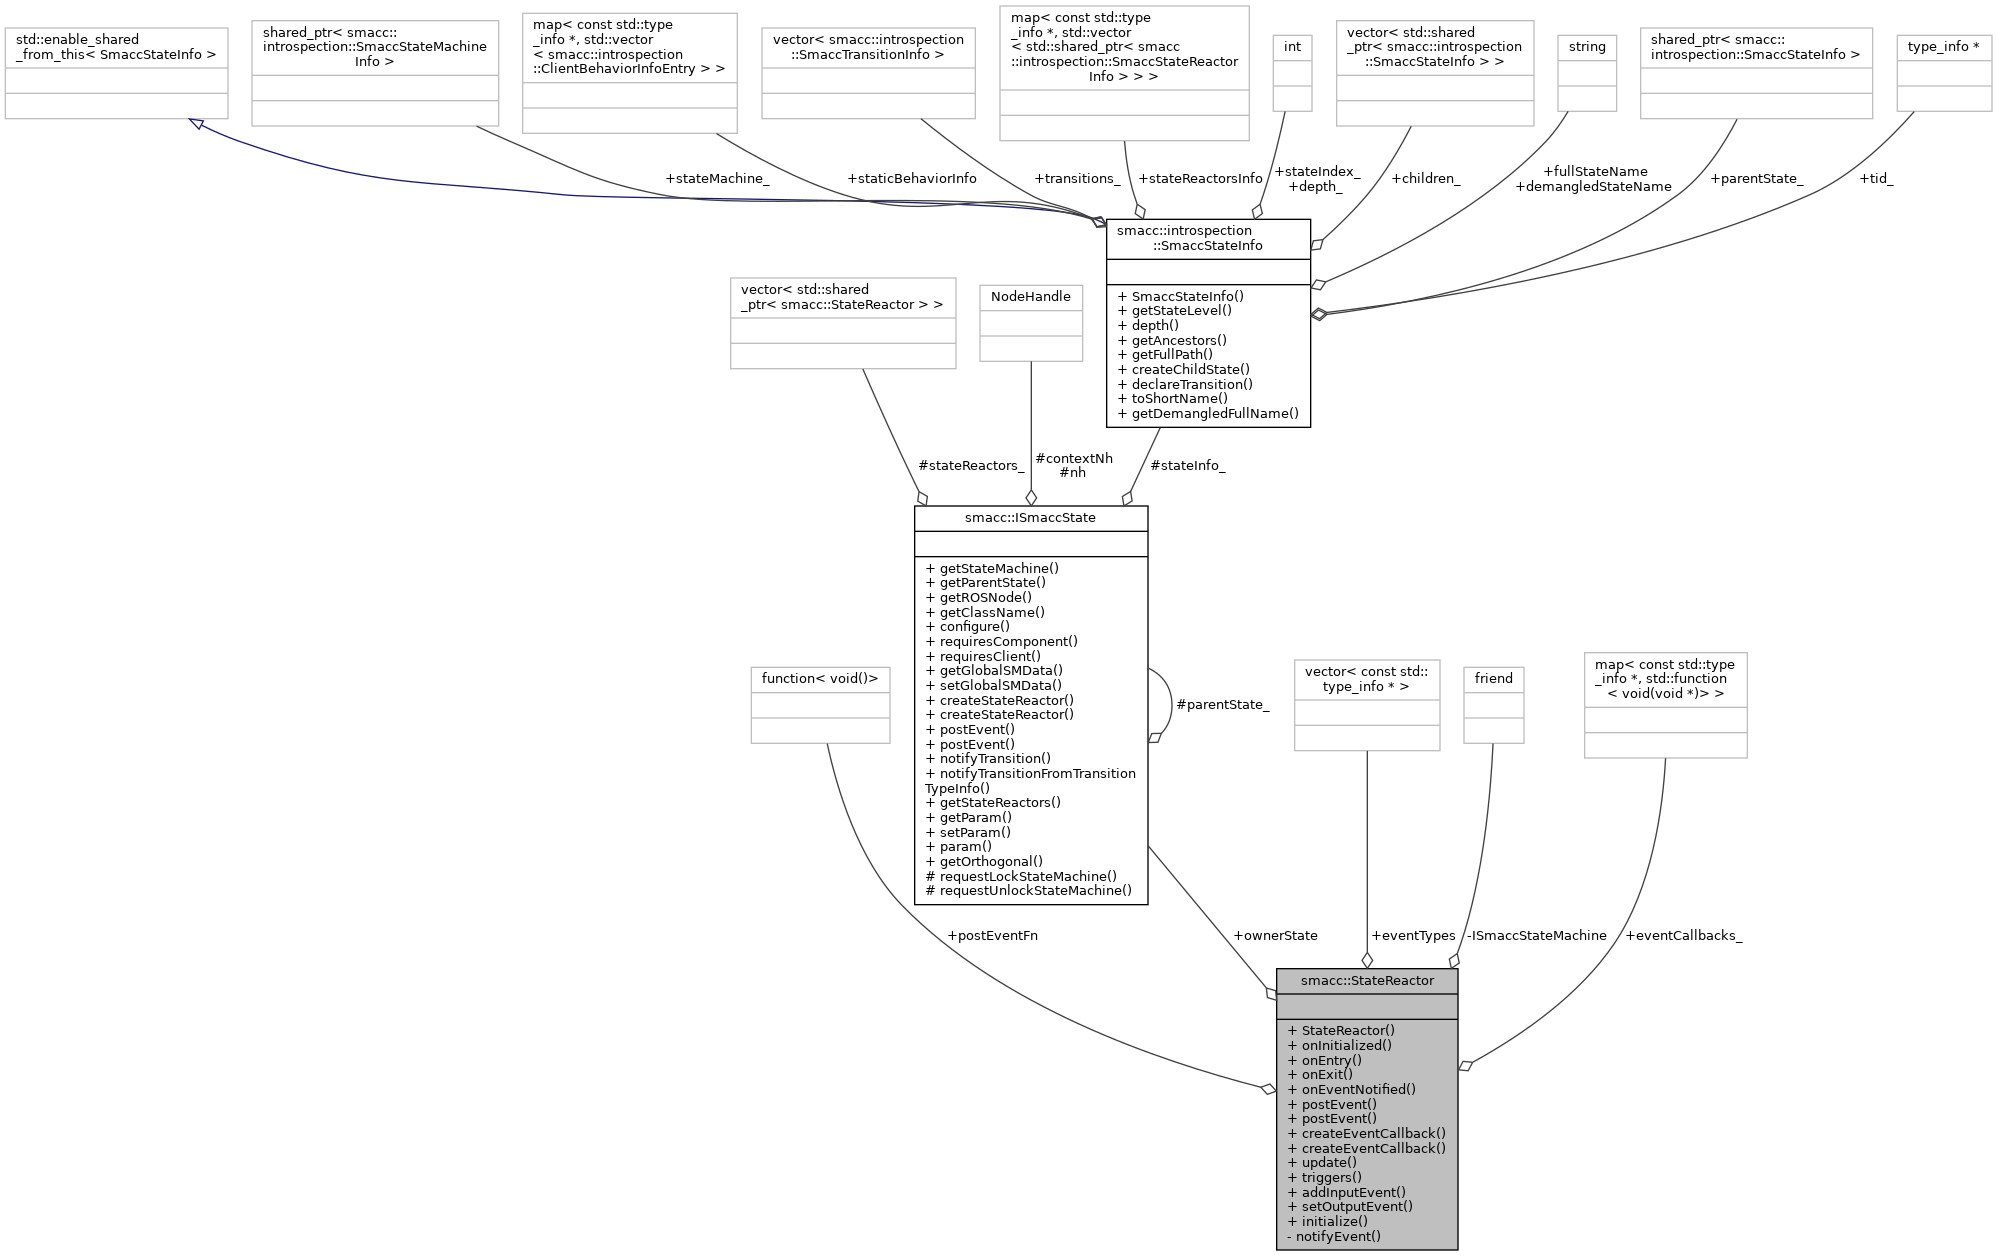 std::enable_shared
_from_this< SmaccStateInfo >
shared_ptr< smacc::
introspection::SmaccStateMachine
Info >
map< const std::type
_info *, std::vector
< smacc::introspection
::ClientBehaviorInfoEntry > >
vector< smacc::introspection
::SmaccTransitionInfo >
map< const std::type
_info *, std::vector
< std::shared_ptr< smacc
::introspection::SmaccStateReactor
Info > > >
int
vector< std::shared
_ptr< smacc::introspection
::SmaccStateInfo > >
string
shared_ptr< smacc::
introspection::SmaccStateInfo >
type_info *
+stateMachine_
+staticBehaviorInfo
+transitions_
+stateReactorsInfo
+stateIndex_
+depth_
+children_
+fullStateName
+demangledStateName
+parentState_
+tid_
smacc::introspection
::SmaccStateInfo
+ SmaccStateInfo()
+ getStateLevel()
+ depth()
+ getAncestors()
+ getFullPath()
+ createChildState()
+ declareTransition()
+ toShortName()
+ getDemangledFullName()
vector< std::shared
_ptr< smacc::StateReactor > >
NodeHandle
#stateReactors_
#contextNh
#nh
#stateInfo_
smacc::ISmaccState
+ getStateMachine()
+ getParentState()
+ getROSNode()
+ getClassName()
+ configure()
+ requiresComponent()
+ requiresClient()
+ getGlobalSMData()
+ setGlobalSMData()
+ createStateReactor()
+ createStateReactor()
+ postEvent()
+ postEvent()
+ notifyTransition()
+ notifyTransitionFromTransition
TypeInfo()
+ getStateReactors()
+ getParam()
+ setParam()
+ param()
+ getOrthogonal()
# requestLockStateMachine()
# requestUnlockStateMachine()
#parentState_
function< void()>
vector< const std::
type_info * >
friend
map< const std::type
_info *, std::function
< void(void *)> >
+postEventFn
+ownerState
+eventTypes
-ISmaccStateMachine
+eventCallbacks_
smacc::StateReactor
+ StateReactor()
+ onInitialized()
+ onEntry()
+ onExit()
+ onEventNotified()
+ postEvent()
+ postEvent()
+ createEventCallback()
+ createEventCallback()
+ update()
+ triggers()
+ addInputEvent()
+ setOutputEvent()
+ initialize()
- notifyEvent()